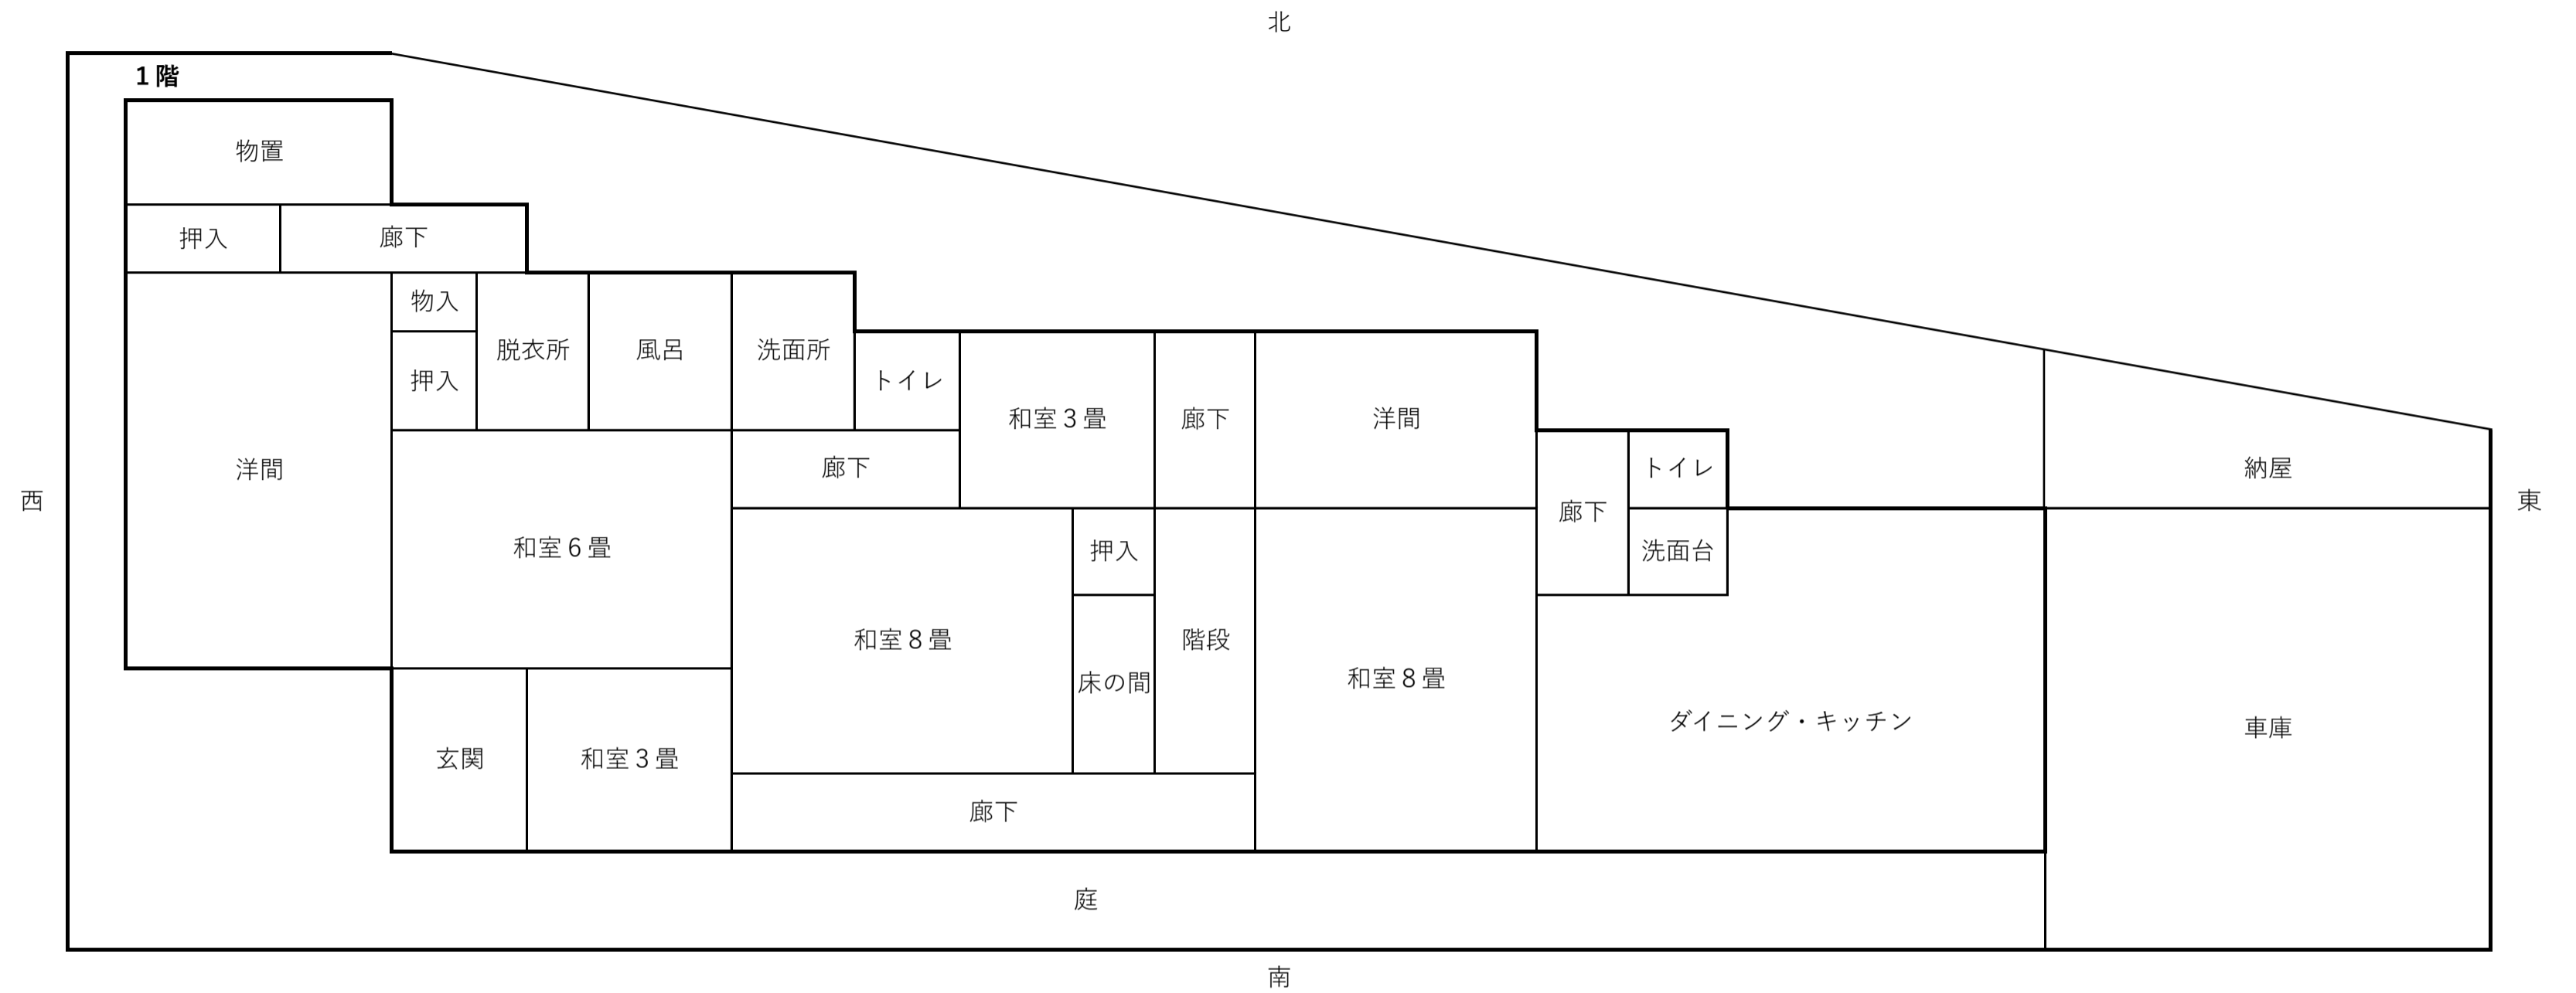 北
1階
物置
押入
廊下
物入
脱衣所
風呂
洗面所
押入
トイレ
和室3畳
廊下
洋間
洋間
廊下
トイレ
納屋
西
東
和室6畳
押入
廊下
洗面台
和室8畳
階段
床の間
和室8畳
ダイニング・キッチン
車庫
玄関
和室3畳
廊下
庭
南